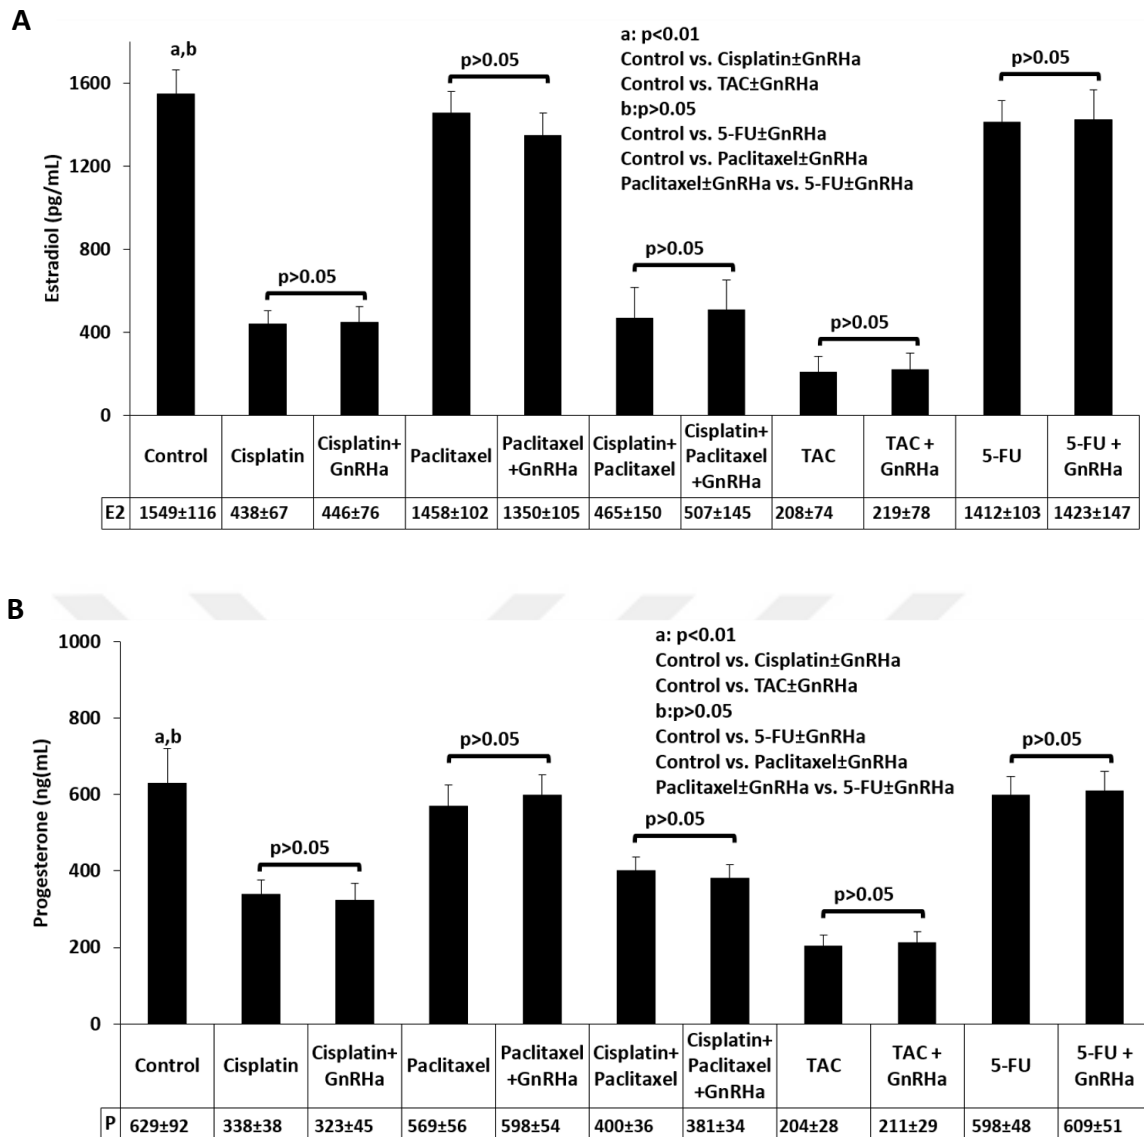 A
a: p<0.01
Control vs. Cisplatin±GnRHa
Control vs. TAC±GnRHa
b:p>0.05
Control vs. 5-FU±GnRHa
Control vs. Paclitaxel±GnRHa
Paclitaxel±GnRHa vs. 5-FU±GnRHa
a,b
p>0.05
p>0.05
p>0.05
p>0.05
p>0.05
Estradiol (pg/mL)
1600
1200
800
400
0
Control
Cisplatin
Cisplatin+
GnRHa
Paclitaxel
Paclitaxel
+GnRHa
Cisplatin+
Paclitaxel
Cisplatin+
Paclitaxel
+GnRHa
TAC
TAC +
GnRHa
5-FU
5-FU +
GnRHa
E2 1549±116 438±67 446±76 1458±102 1350±105 465±150 507±145 208±74 219±78 1412±103 1423±147
B
a: p<0.01
Control vs. Cisplatin±GnRHa
Control vs. TAC±GnRHa
b:p>0.05
Control vs. 5-FU±GnRHa
Control vs. Paclitaxel±GnRHa
Paclitaxel±GnRHa vs. 5-FU±GnRHa
a,b
p>0.05
p>0.05
p>0.05
p>0.05
p>0.05
Progesterone (ng(mL)
1000
800
600
400
200
0
Control
Cisplatin
Cisplatin+
GnRHa
Paclitaxel
Paclitaxel
+GnRHa
Cisplatin+
Paclitaxel
Cisplatin+
Paclitaxel
+GnRHa
TAC
TAC +
GnRHa
5-FU
5-FU +
GnRHa
P 629±92 338±38 323±45 569±56 598±54 400±36 381±34 204±28 211±29 598±48 609±51